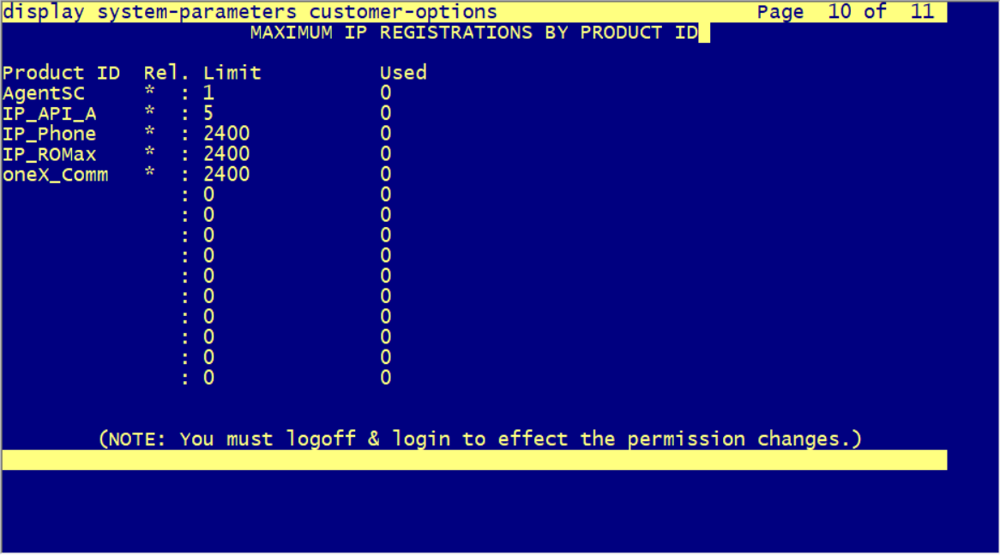 display system-parameters customer-options Page 10 of 11
MAXIMUM IP REGISTRATIONS BY PRODUCT ID
Product ID Rel. Limit Used
AgentSC * : 1 0
IP_API_A * : 5 0
IP_Phone * : 2400 0
IP_ROMax * : 2400 0
oneX_Comm * : 2400 0
: 0 0
: 0 0
: 0 0
: 0 0
: 0 0
: 0 0
: 0 0
: 0 0
: 0 0
: 0 0
(NOTE: You must logoff & login to effect the permission changes.)